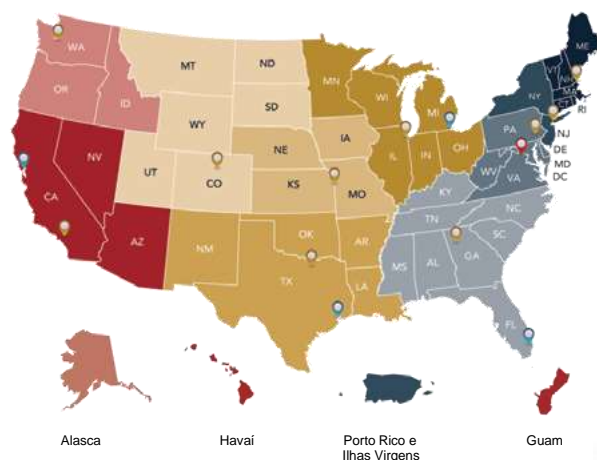 WA
ME
MT
ND
VT
MN
NH
OR
ID
WI
NY
MA
SD
MI
CT
RI
WY
IA
PA
NJ
NE
OH
NV
IL
IN
DE
UT
MD
CO
WV
VA
DC
CA
KS
MO
KY
NC
TN
OK
AZ
NM
AR
SC
MS
AL
GA
TX
LA
FL
Alasca
Havaí
Porto Rico e
Ilhas Virgens
Guam